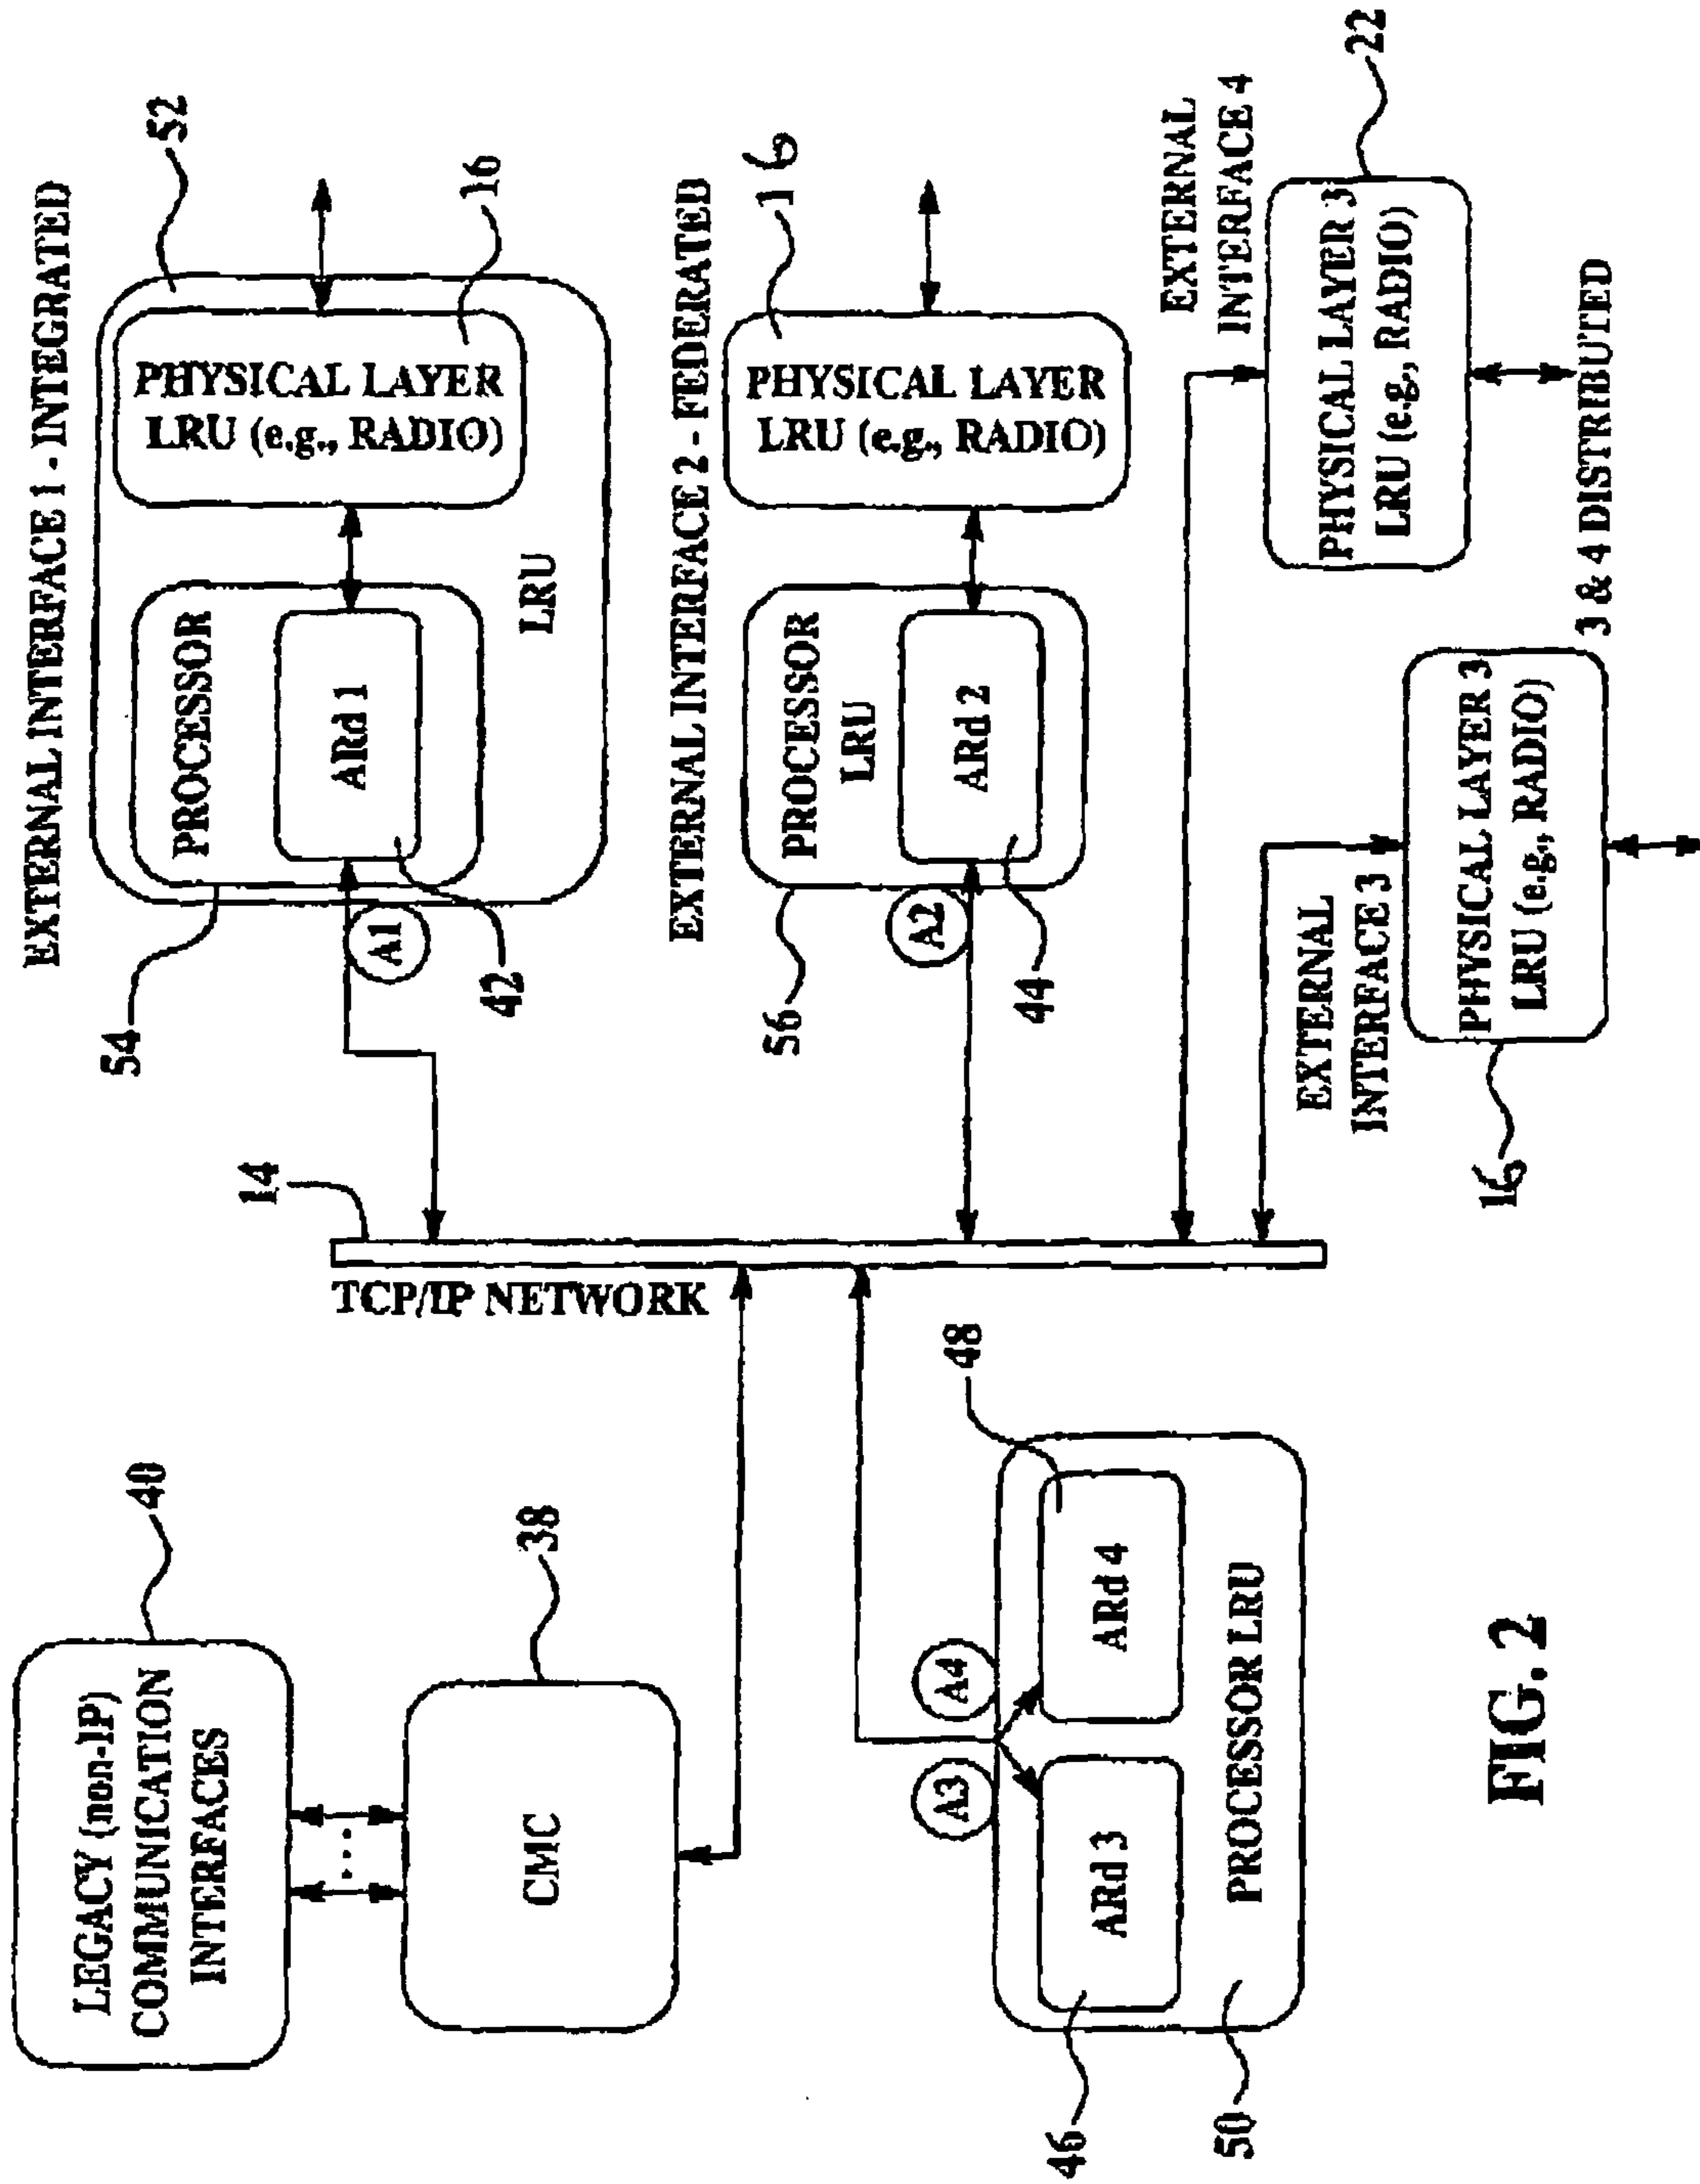 EXTERNAL INTERFACE 1 - INTEGRATED
52
LEGACY (non-IP)
COMMUNICATION
INTERFACES
40
54
PROCESSOR
ARd 1
PHYSICAL LAYER
LRU (e.g., RADIO)
16
LRU
A1
42
14
TCP/IP NETWORK
CMC
38
EXTERNAL INTERFACE 2 - FEDERATED
16
56
PROCESSOR
LRU
ARd 2
PHYSICAL LAYER
LRU (e.g., RADIO)
A2
44
48
A3
A4
ARd 3
ARd 4
PROCESSOR LRU
46
50
EXTERNAL
INTERFACE 4
22
PHYSICAL LAYER 3
LRU (e.g., RADIO)
EXTERNAL
INTERFACE 3
PHYSICAL LAYER 3
LRU (e.g., RADIO)
16
3 & 4 DISTRIBUTED
FIG. 2